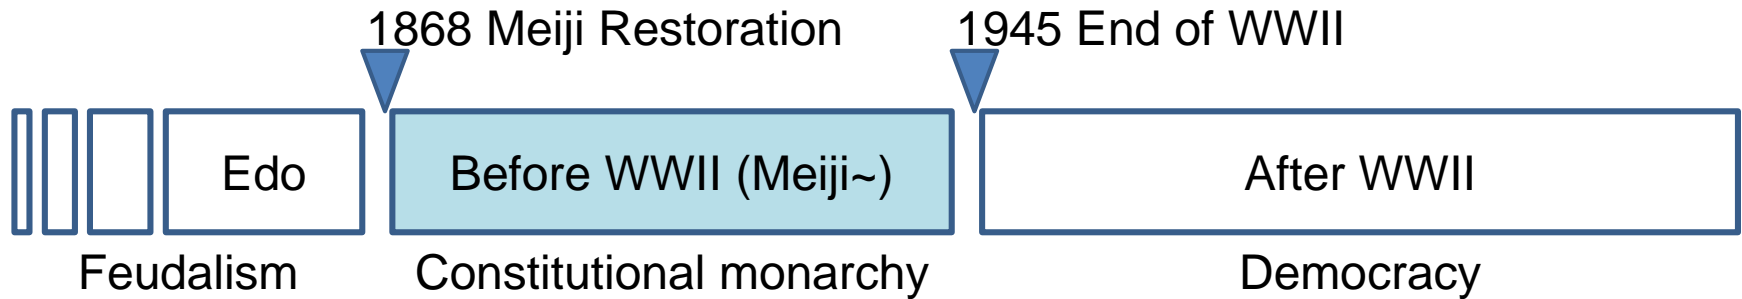 1868 Meiji Restoration
1945 End of WWII
Edo
Before WWII (Meiji~)
After WWII
Feudalism
Constitutional monarchy
Democracy